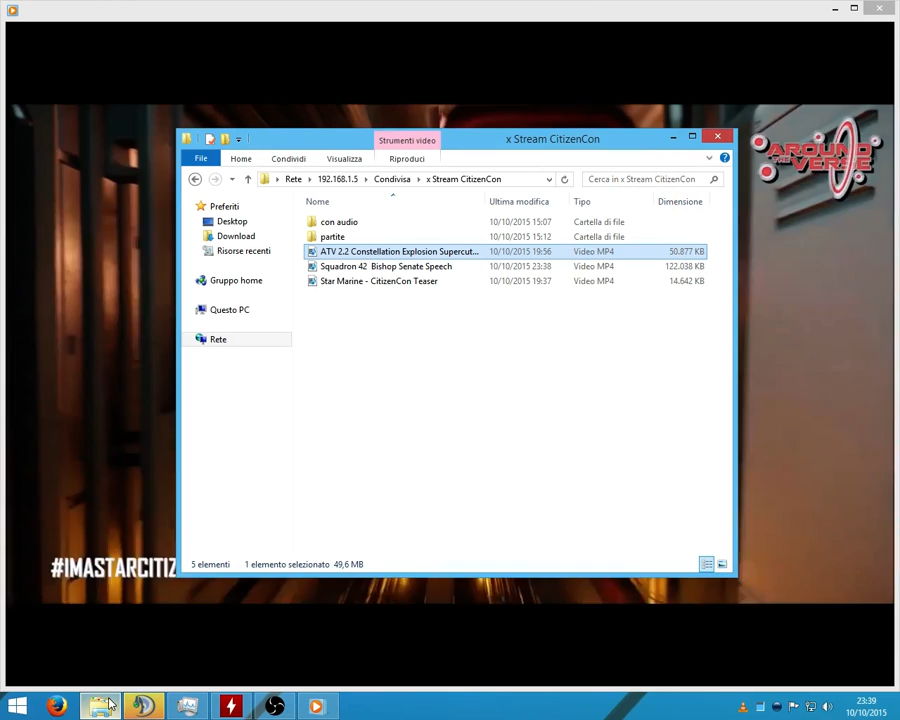 AROUND
THE VERSE
Strumenti video
x Stream CitizenCon
File Home Condividi Visualizza Riproduci
Rete 192.168.1.5 Condivisa x Stream CitizenCon
Cerca in x Stream CitizenCon
Nome Ultima modifica Tipo Dimensione
Preferiti
Desktop
Download
Risorse recenti
Gruppo home
Questo PC
Rete
con audio 10/10/2015 15:07 Cartella di file
partite 10/10/2015 15:12 Cartella di file
ATV 2.2 Constellation Explosion Supercut... 10/10/2015 19:56 Video MP4 50.877 KB
Squadron 42 Bishop Senate Speech 10/10/2015 23:38 Video MP4 122.038 KB
Star Marine - CitizenCon Teaser 10/10/2015 19:37 Video MP4 14.642 KB
5 elementi 1 elemento selezionato 49,6 MB
#IMASTARCITIZ
23:39
10/10/2015